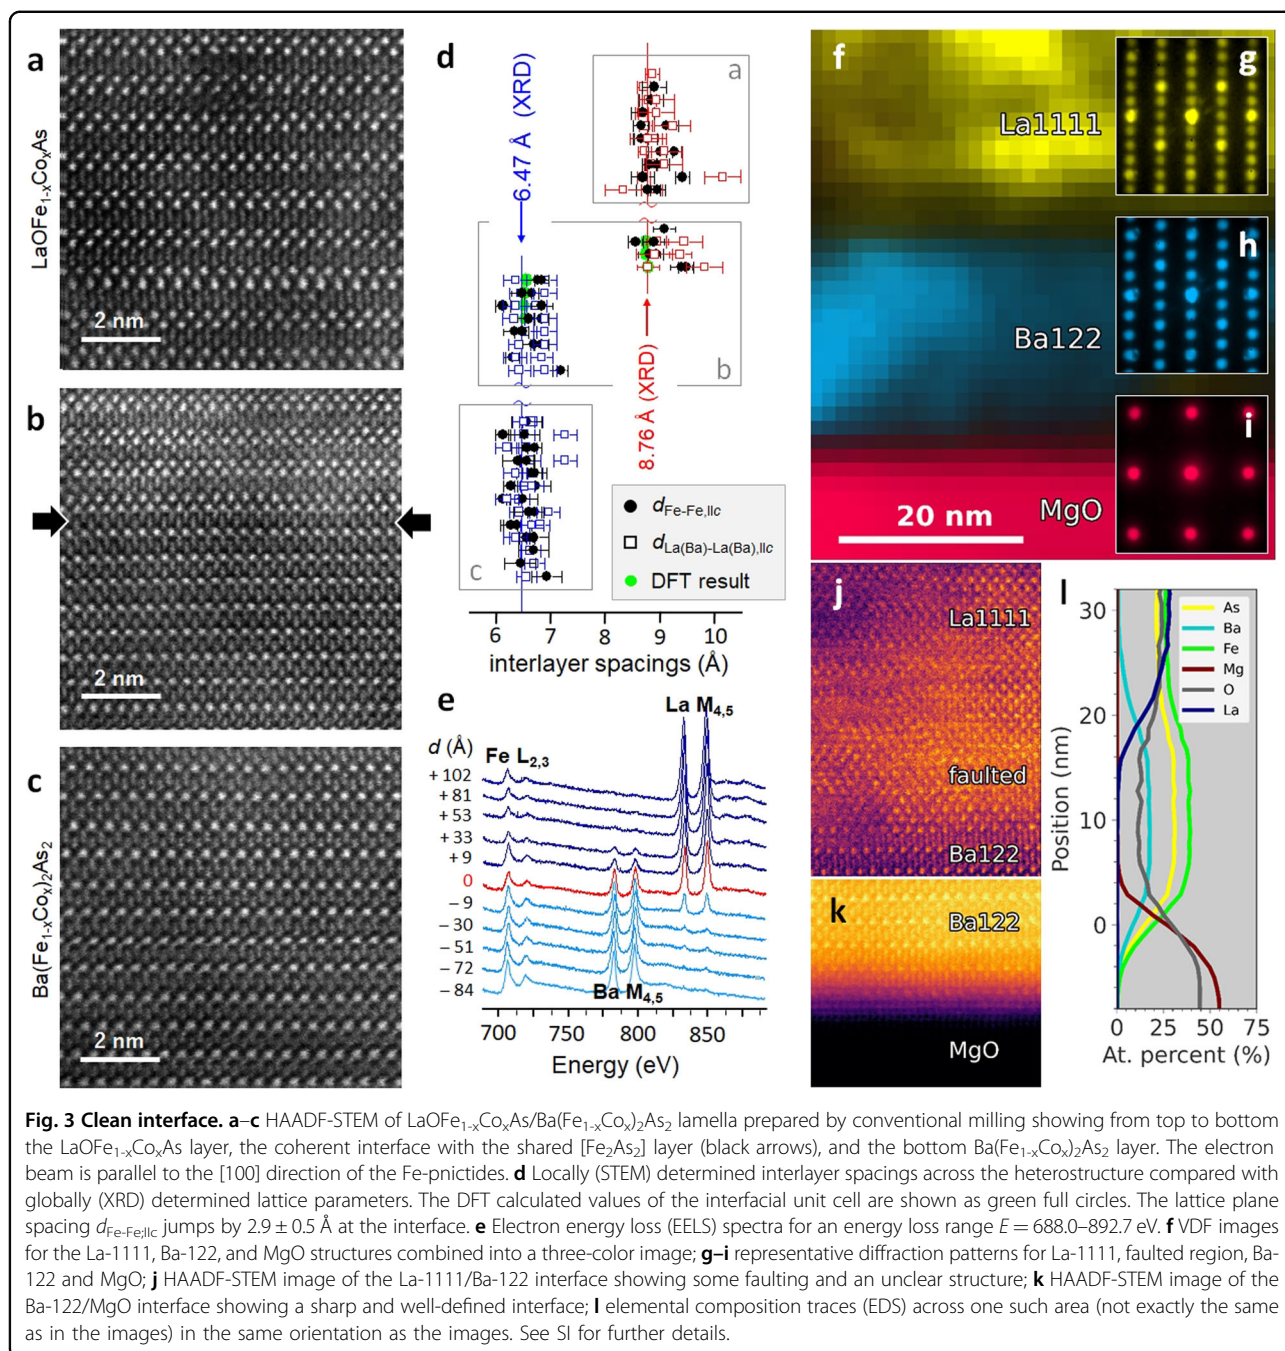 a
LaOFe1-xCoxAs
2 nm
b
2 nm
c
Ba(Fe1-xCox)2As2
2 nm
d
6.47 Å (XRD)
a
b
8.76 Å (XRD)
c
dFe-Fe,IIc
dLa(Ba)-La(Ba),IIc
DFT result
6 7 8 9 10
interlayer spacings (Å)
e
La M4,5
d (Å)
Fe L2,3
+ 102
+ 81
+ 53
+ 33
+ 9
0
− 9
− 30
− 51
− 72
− 84
Ba M4,5
700 750 800 850
Energy (eV)
f
La1111
Ba122
MgO
20 nm
g
h
i
j
La1111
faulted
Ba122
k
Ba122
MgO
l
As
Ba
Fe
Mg
O
La
30
20
10
0
Position (nm)
0 25 50 75
At. percent (%)
Fig. 3 Clean interface. a–c HAADF-STEM of LaOFe1-xCoxAs/Ba(Fe1-xCox)2As2 lamella prepared by conventional milling showing from top to bottom
the LaOFe1-xCoxAs layer, the coherent interface with the shared [Fe2As2] layer (black arrows), and the bottom Ba(Fe1-xCox)2As2 layer. The electron
beam is parallel to the [100] direction of the Fe-pnictides. d Locally (STEM) determined interlayer spacings across the heterostructure compared with
globally (XRD) determined lattice parameters. The DFT calculated values of the interfacial unit cell are shown as green full circles. The lattice plane
spacing dFe-Fe;IIc jumps by 2.9 ± 0.5 Å at the interface. e Electron energy loss (EELS) spectra for an energy loss range E = 688.0–892.7 eV. f VDF images
for the La-1111, Ba-122, and MgO structures combined into a three-color image; g–i representative diffraction patterns for La-1111, faulted region, Ba-
122 and MgO; j HAADF-STEM image of the La-1111/Ba-122 interface showing some faulting and an unclear structure; k HAADF-STEM image of the
Ba-122/MgO interface showing a sharp and well-defined interface; l elemental composition traces (EDS) across one such area (not exactly the same
as in the images) in the same orientation as the images. See SI for further details.